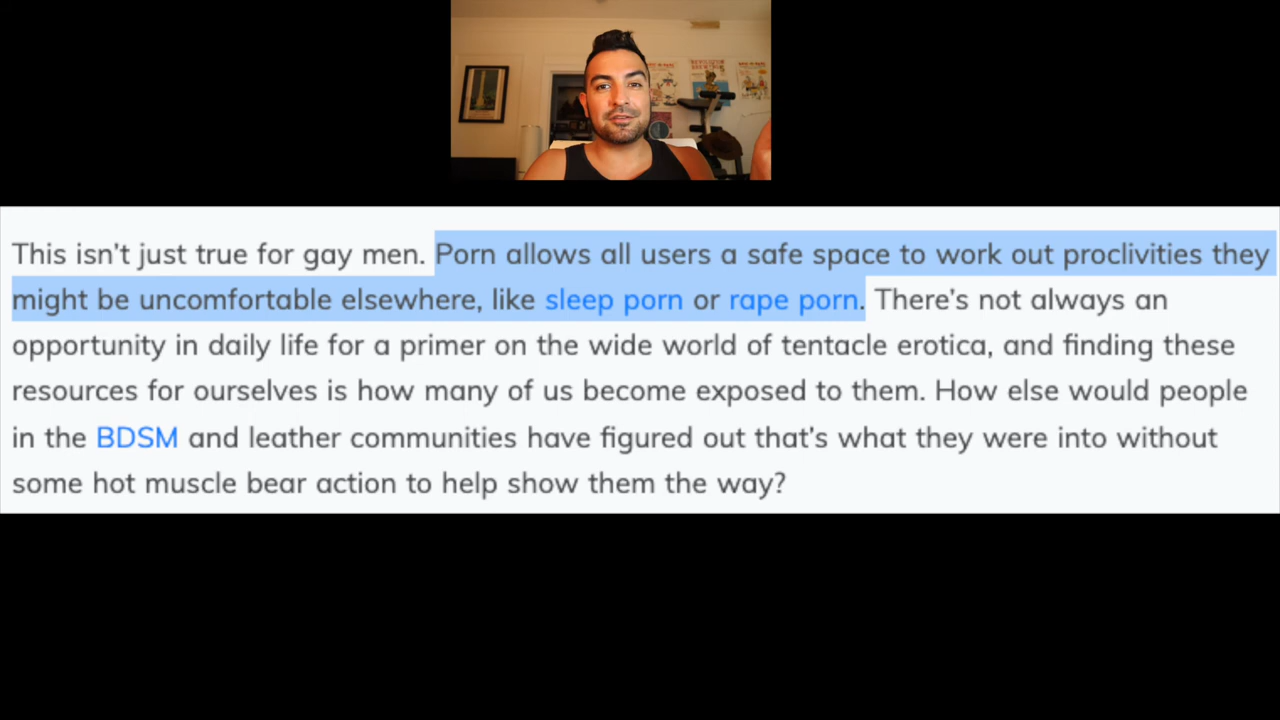 This isn't just true for gay men. Porn allows all users a safe space to work out proclivities they
might be uncomfortable elsewhere, like sleep porn or rape porn. There's not always an
opportunity in daily life for a primer on the wide world of tentacle erotica, and finding these
resources for ourselves is how many of us become exposed to them. How else would people
in the BDSM and leather communities have figured out that's what they were into without
some hot muscle bear action to help show them the way?